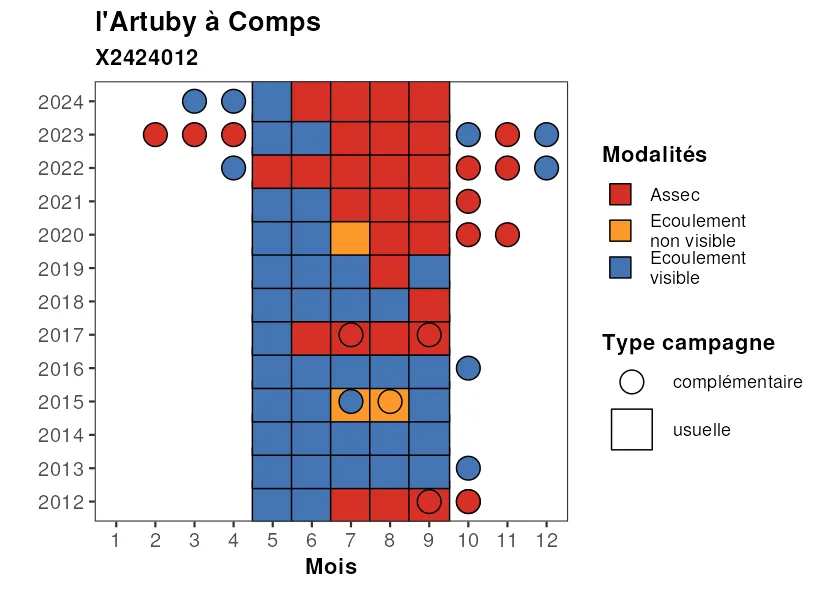 l'Artuby à Comps
X2424012
2024
2023
2022
2021
2020
2019
2018
2017
2016
2015
2014
2013
2012
1 2 3 4 5 6 7 8 9 10 11 12
Mois
Modalités
Assec
Ecoulement
non visible
Ecoulement
visible
Type campagne
complémentaire
usuelle